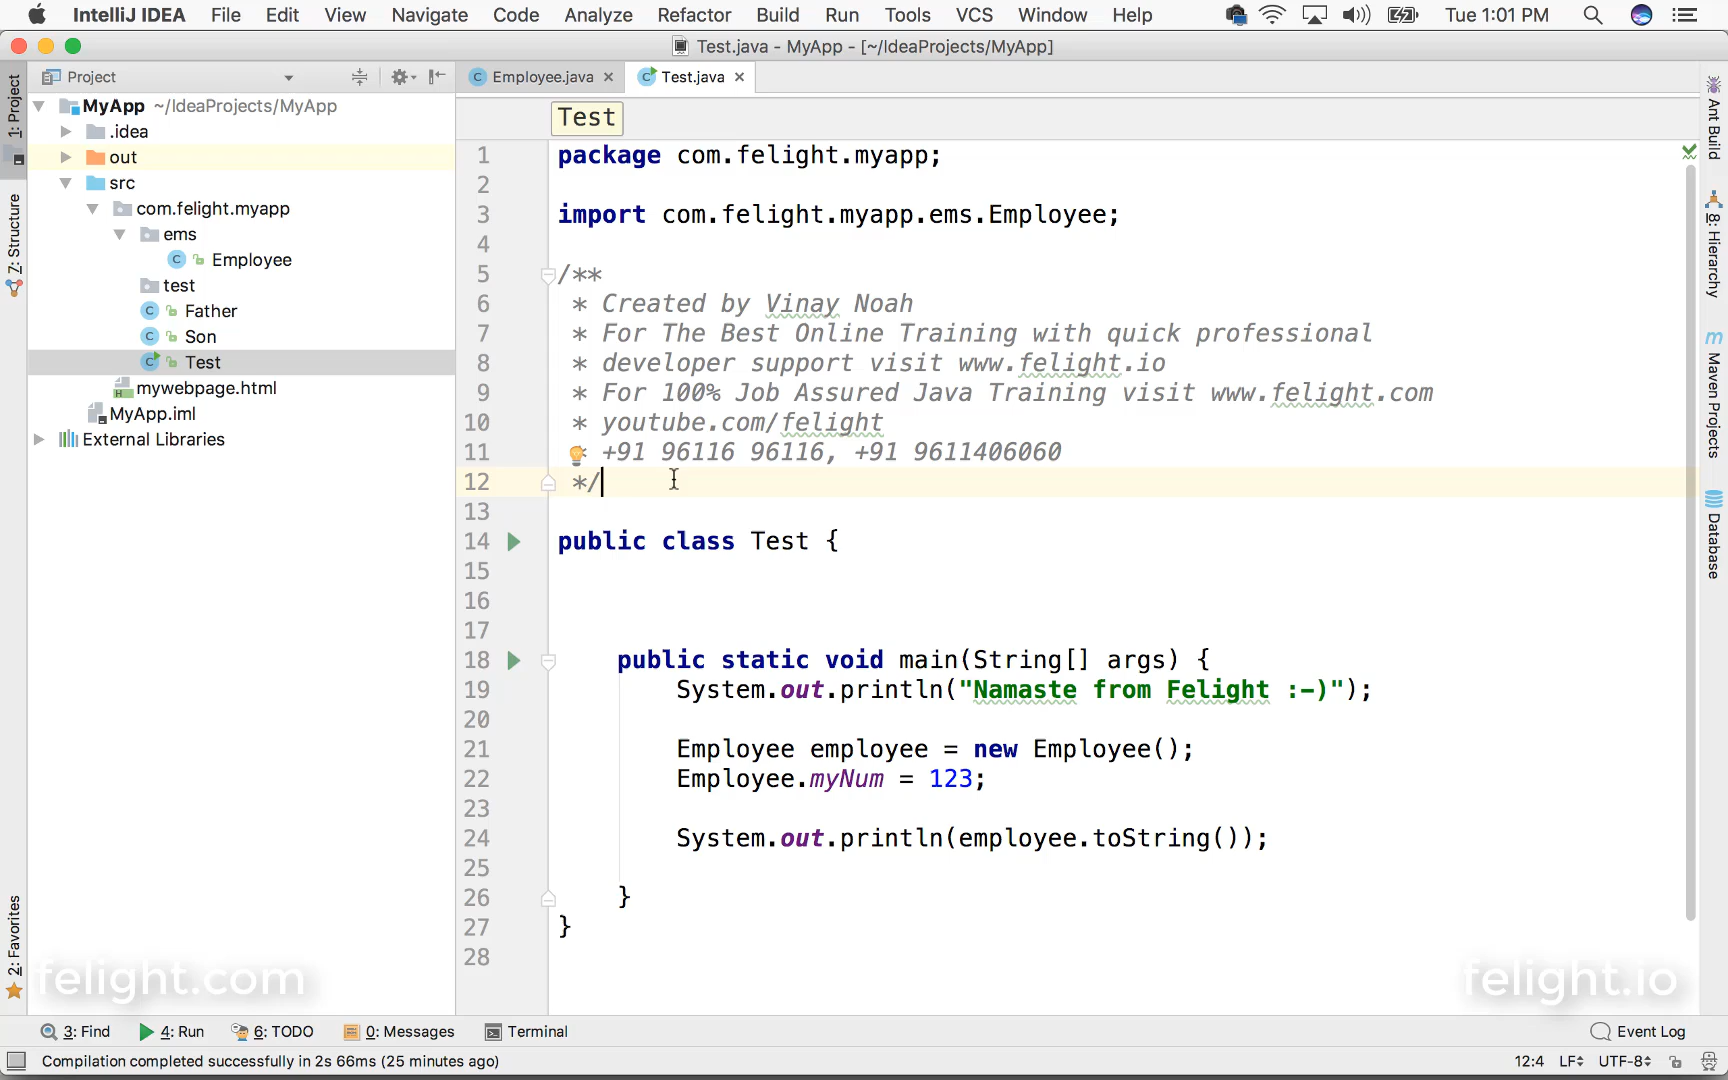 IntelliJ IDEA File Edit View Navigate Code Analyze Refactor Build Run Tools VCS Window Help Tue 1:01 PM
Test.java - MyApp - [~/IdeaProjects/MyApp]
Project
Employee.java
Test.java
1: Project
7: Structure
2: Favorites
MyApp ~/IdeaProjects/MyApp
.idea
out
src
com.felight.myapp
ems
Employee
test
Father
Son
Test
mywebpage.html
MyApp.iml
External Libraries
Test
1 package com.felight.myapp;
2
3 import com.felight.myapp.ems.Employee;
4
5 /**
6 * Created by Vinay Noah
7 * For The Best Online Training with quick professional
8 * developer support visit www.felight.io
9 * For 100% Job Assured Java Training visit www.felight.com
10 * youtube.com/felight
11 * +91 96116 96116, +91 9611406060
12 */
13
14 public class Test {
15
16
17
18 public static void main(String[] args) {
19 System.out.println("Namaste from Felight :-)");
20
21 Employee employee = new Employee();
22 Employee.myNum = 123;
23
24 System.out.println(employee.toString());
25
26 }
27 }
28
Ant Build
8: Hierarchy
m Maven Projects
Database
felight.com
felight.io
3: Find 4: Run 6: TODO 0: Messages Terminal Event Log
Compilation completed successfully in 2s 66ms (25 minutes ago) 12:4 LF UTF-8